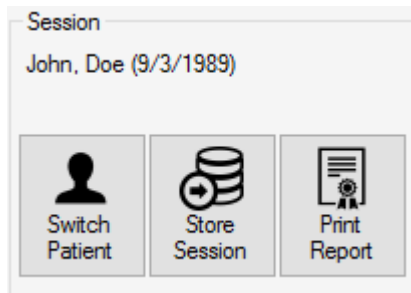 Session
John, Doe (9/3/1989)
Switch
Patient
Store
Session
Print
Report